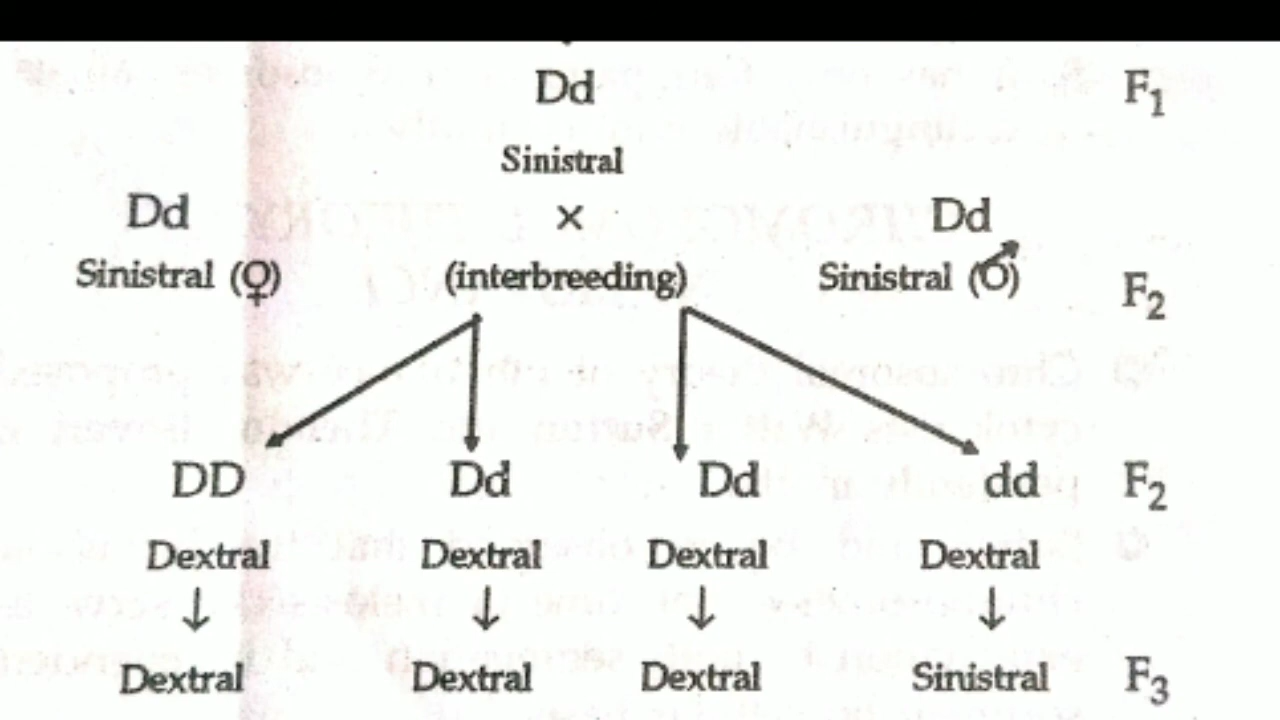 Dd F₁
Sinistral
Dd × Dd
Sinistral (♀) (interbreeding) Sinistral (♂) F₂
DD Dd Dd dd F₂
Dextral Dextral Dextral Dextral
↓ ↓ ↓ ↓
Dextral Dextral Dextral Sinistral F₃